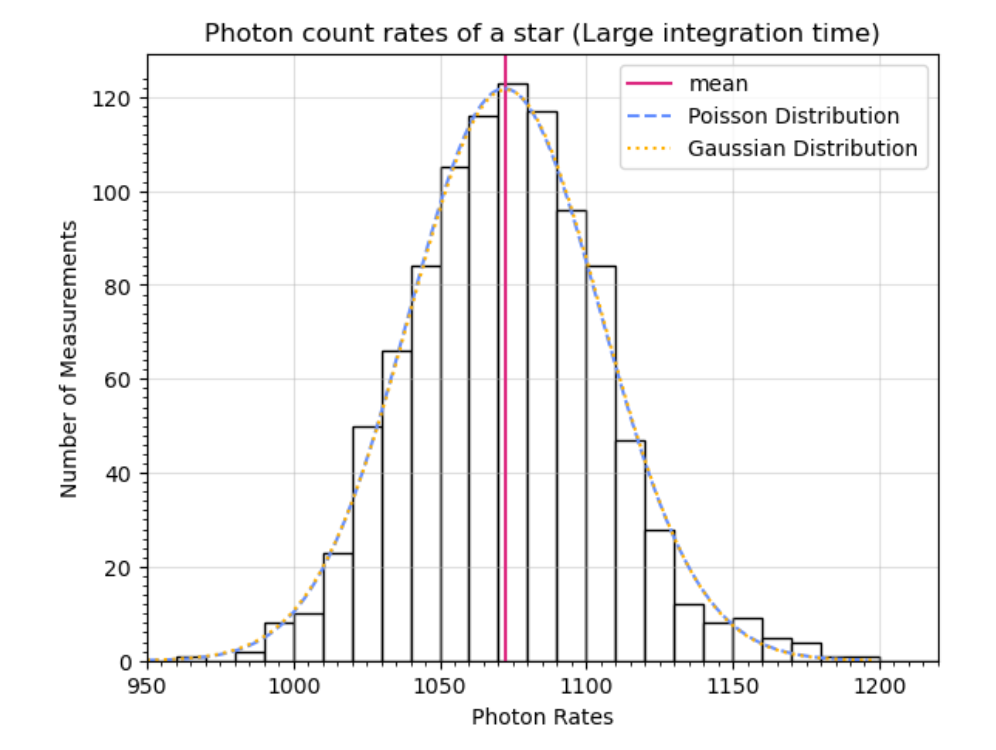 Photon count rates of a star (Large integration time)
mean
Poisson Distribution
Gaussian Distribution
Number of Measurements
120
100
80
60
40
20
0
950 1000 1050 1100 1150 1200
Photon Rates